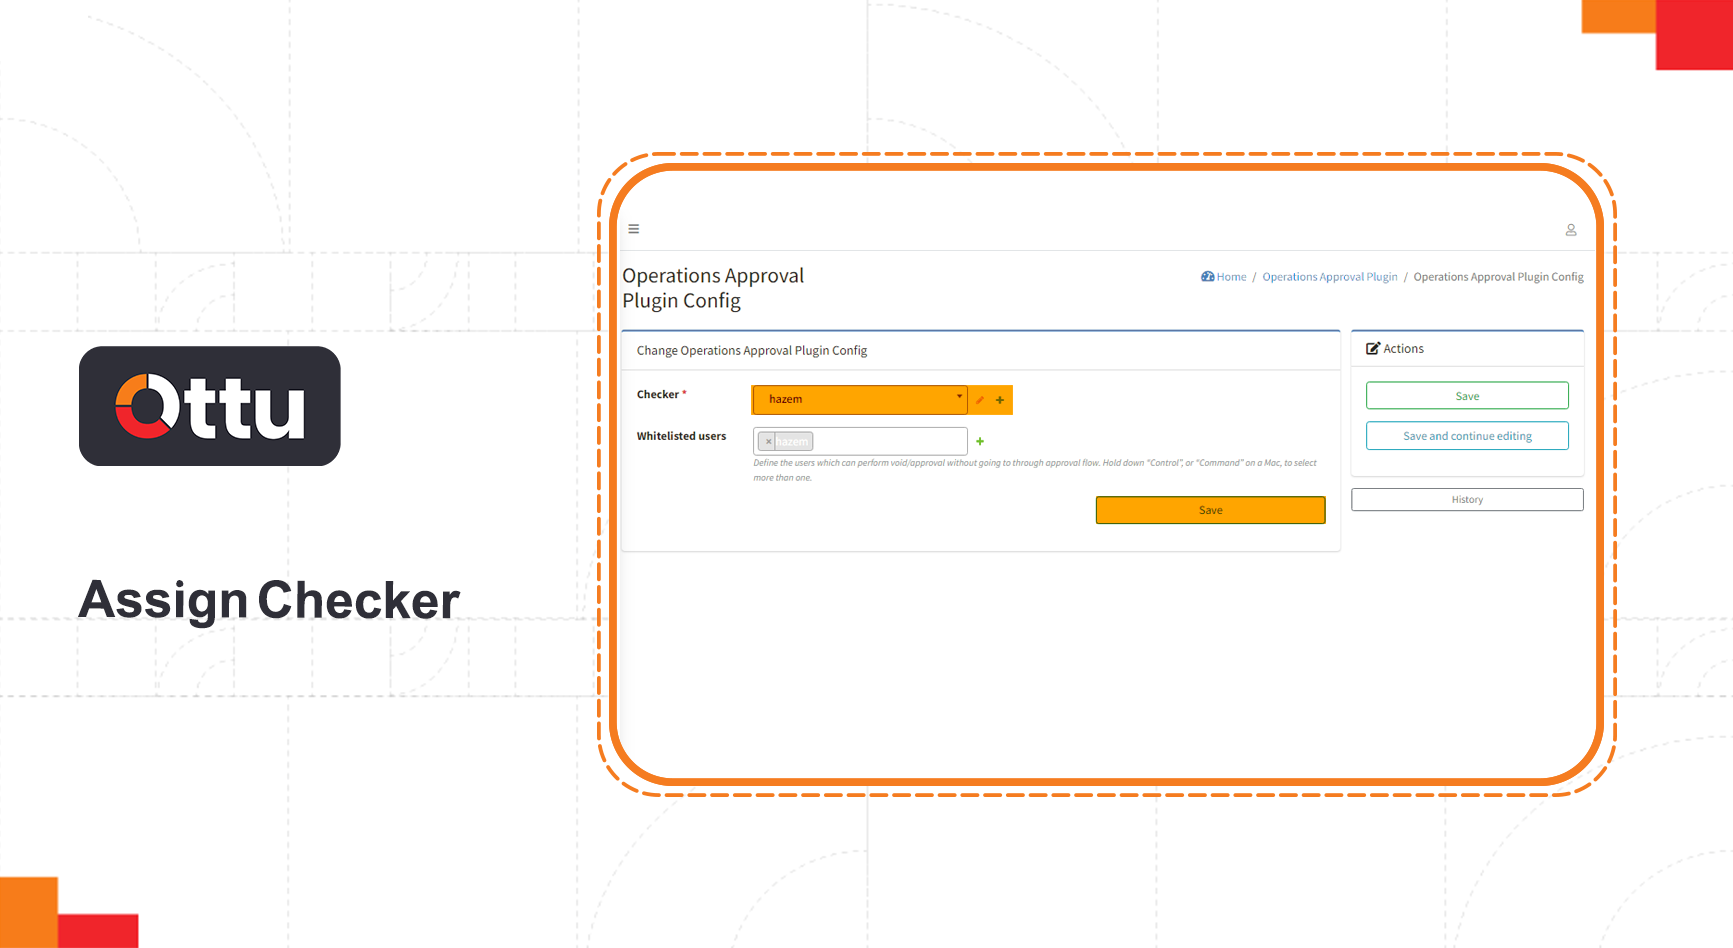 Ottu
Assign Checker
Operations Approval
Plugin Config
Home / Operations Approval Plugin / Operations Approval Plugin Config
Change Operations Approval Plugin Config
Checker *
hazem
Whitelisted users
× hazem
Define the users which can perform void/approval without going to through approval flow. Hold down "Control", or "Command" on a Mac, to select
more than one.
Save
Actions
Save
Save and continue editing
History